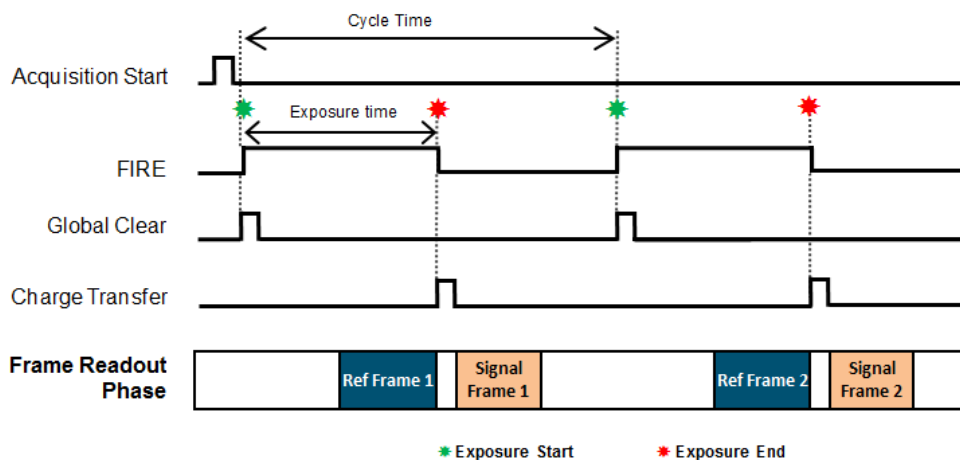 Cycle Time
Acquisition Start
Exposure time
FIRE
Global Clear
Charge Transfer
Frame Readout
Phase
Ref Frame 1
Signal
Frame 1
Ref Frame 2
Signal
Frame 2
Exposure Start
Exposure End